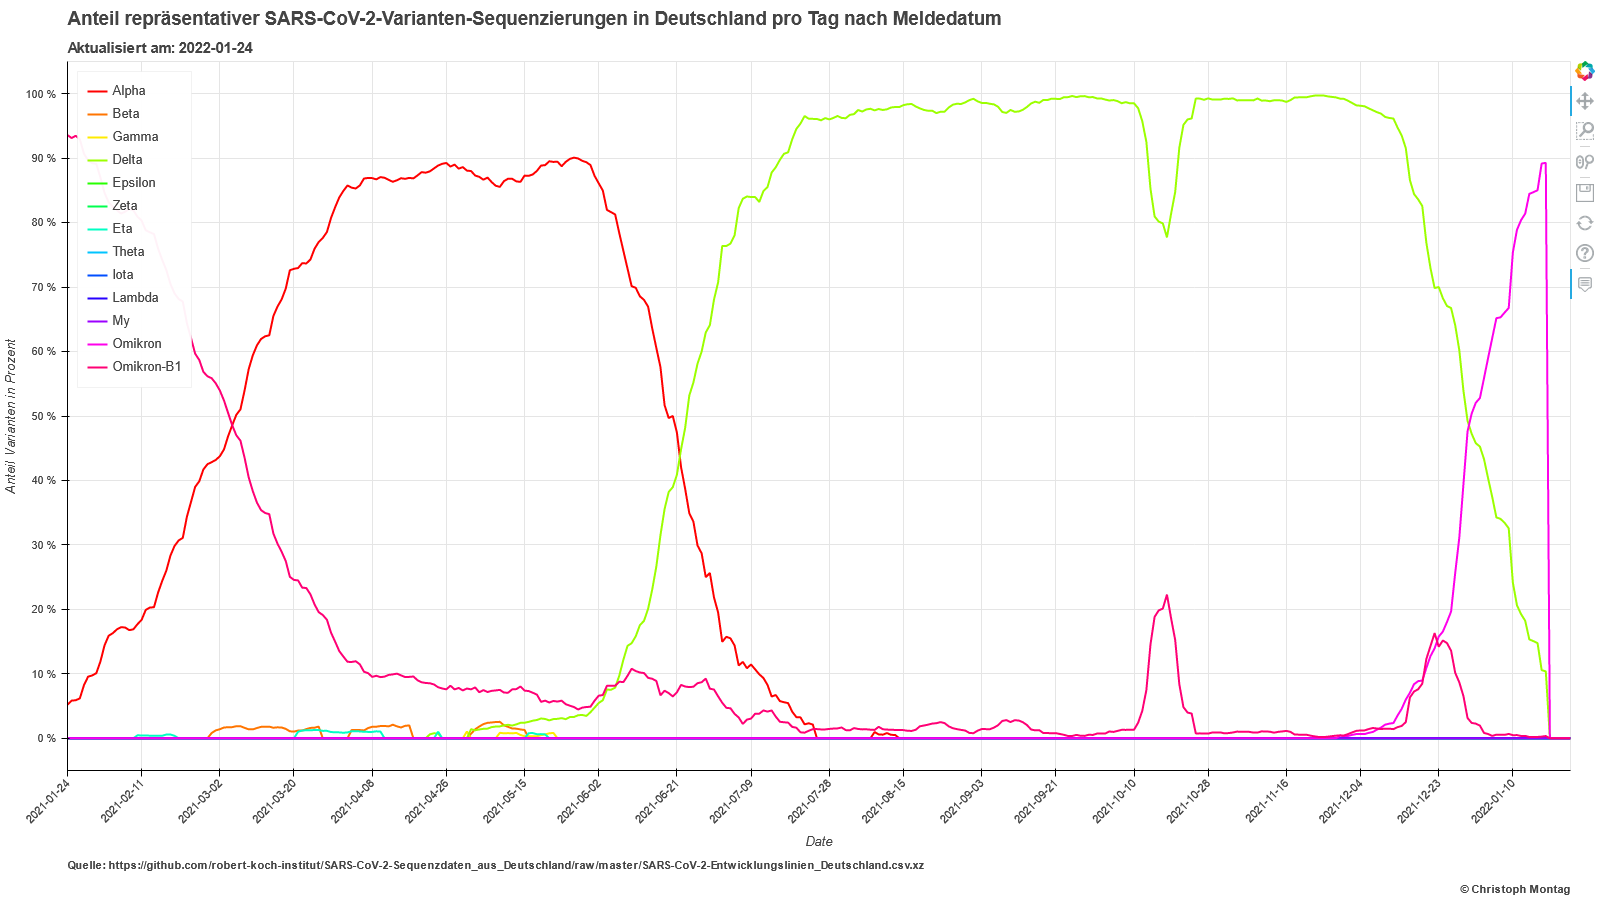 Anteil repräsentativer SARS-CoV-2-Varianten-Sequenzierungen in Deutschland pro Tag nach Meldedatum
Aktualisiert am: 2022-01-24
Alpha
Beta
Gamma
Delta
Epsilon
Zeta
Eta
Theta
Iota
Lambda
My
Omikron
Omikron-B1
100 %
90 %
80 %
70 %
60 %
50 %
40 %
30 %
20 %
10 %
0 %
Anteil Varianten in Prozent
2021-01-24
2021-02-11
2021-03-02
2021-03-20
2021-04-08
2021-04-26
2021-05-15
2021-06-02
2021-06-21
2021-07-09
2021-07-28
2021-08-15
2021-09-03
2021-09-21
2021-10-10
2021-10-28
2021-11-16
2021-12-04
2021-12-23
2022-01-10
Date
Quelle: https://github.com/robert-koch-institut/SARS-CoV-2-Sequenzdaten_aus_Deutschland/raw/master/SARS-CoV-2-Entwicklungslinien_Deutschland.csv.xz
© Christoph Montag